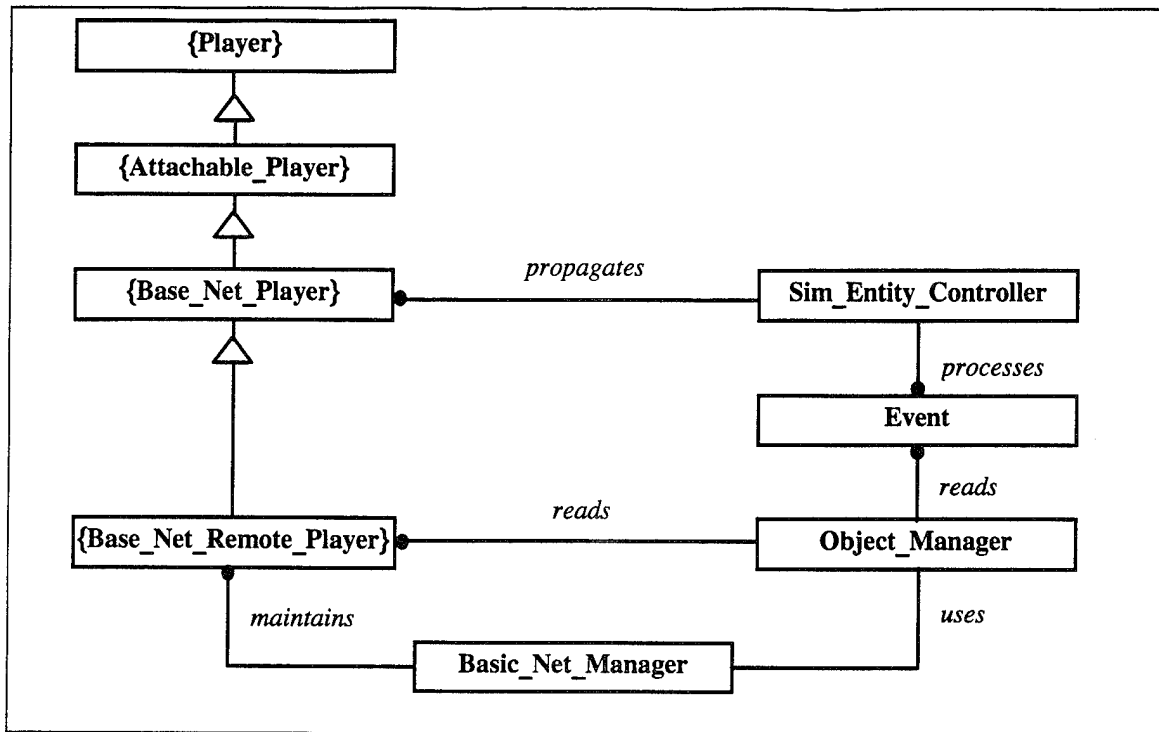 {Player}
{Attachable_Player}
propagates
{Base_Net_Player}
Sim_Entity_Controller
processes
Event
reads
reads
{Base_Net_Remote_Player}
Object_Manager
maintains
uses
Basic_Net_Manager